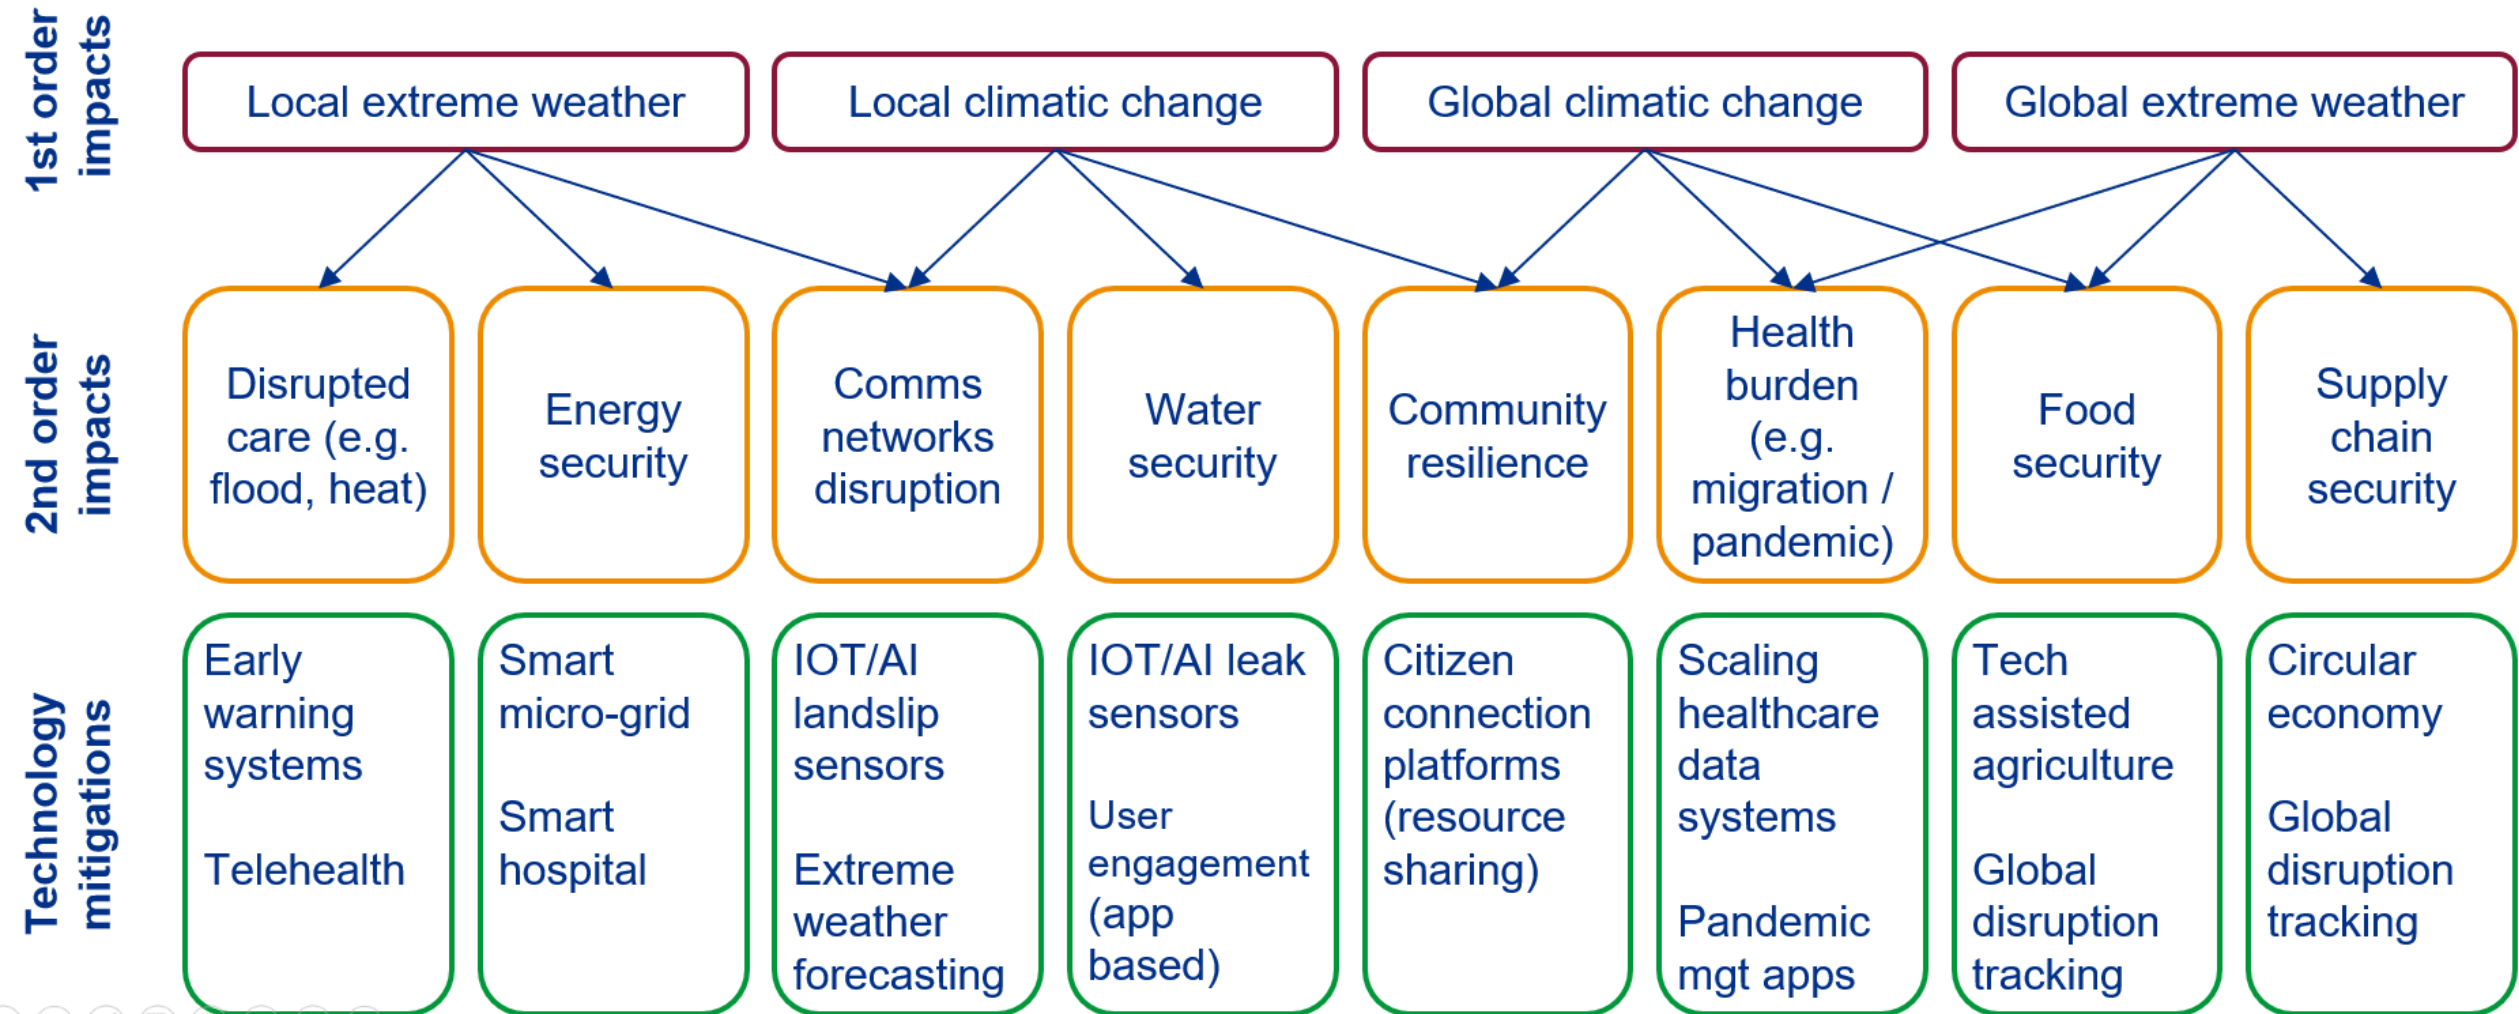 1st order
impacts
Local extreme weather
Local climatic change
Global climatic change
Global extreme weather
2nd order
impacts
Disrupted
care (e.g.
flood, heat)
Energy
security
Comms
networks
disruption
Water
security
Community
resilience
Health
burden
(e.g.
migration /
pandemic)
Food
security
Supply
chain
security
Technology
mitigations
Early
warning
systems
Telehealth
Smart
micro-grid
Smart
hospital
IOT/AI
landslip
sensors
Extreme
weather
forecasting
IOT/AI leak
sensors
User
engagement
(app
based)
Citizen
connection
platforms
(resource
sharing)
Scaling
healthcare
data
systems
Pandemic
mgt apps
Tech
assisted
agriculture
Global
disruption
tracking
Circular
economy
Global
disruption
tracking